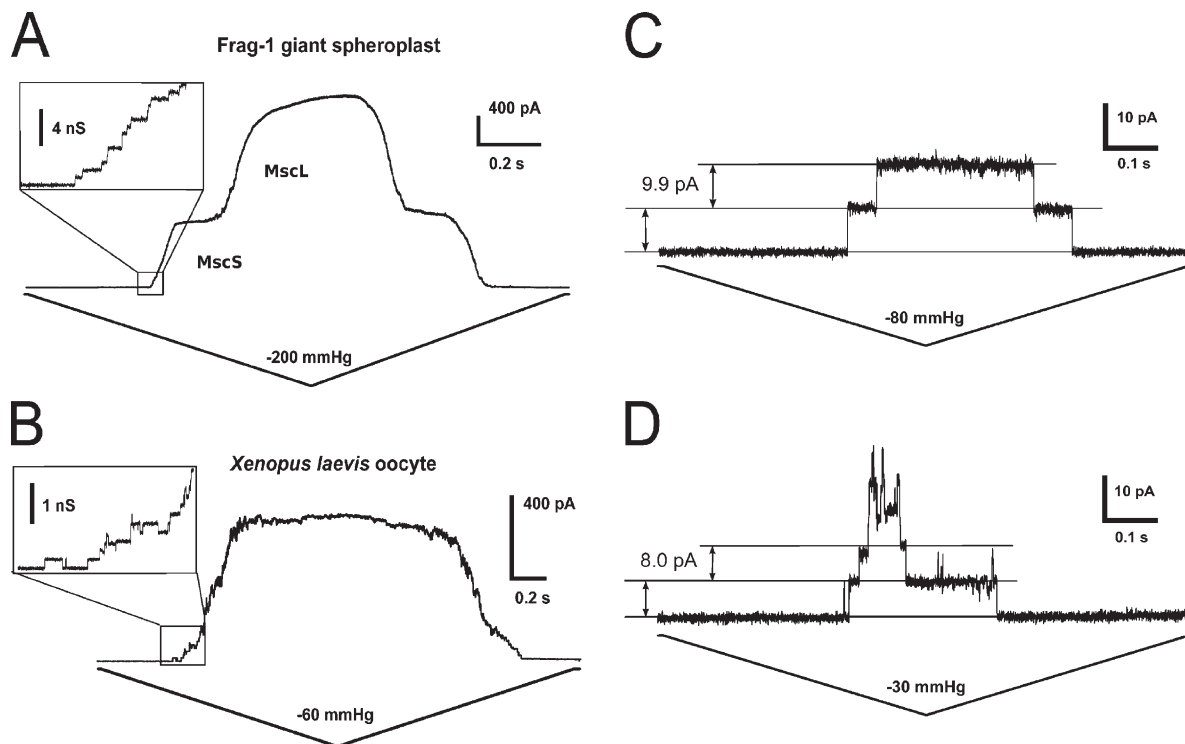 A
Frag-1 giant spheroplast
4 nS
400 pA
0.2 s
MscL
MscS
-200 mmHg
B
Xenopus laevis oocyte
1 nS
400 pA
0.2 s
-60 mmHg
C
10 pA
0.1 s
9.9 pA
-80 mmHg
D
10 pA
0.1 s
8.0 pA
-30 mmHg